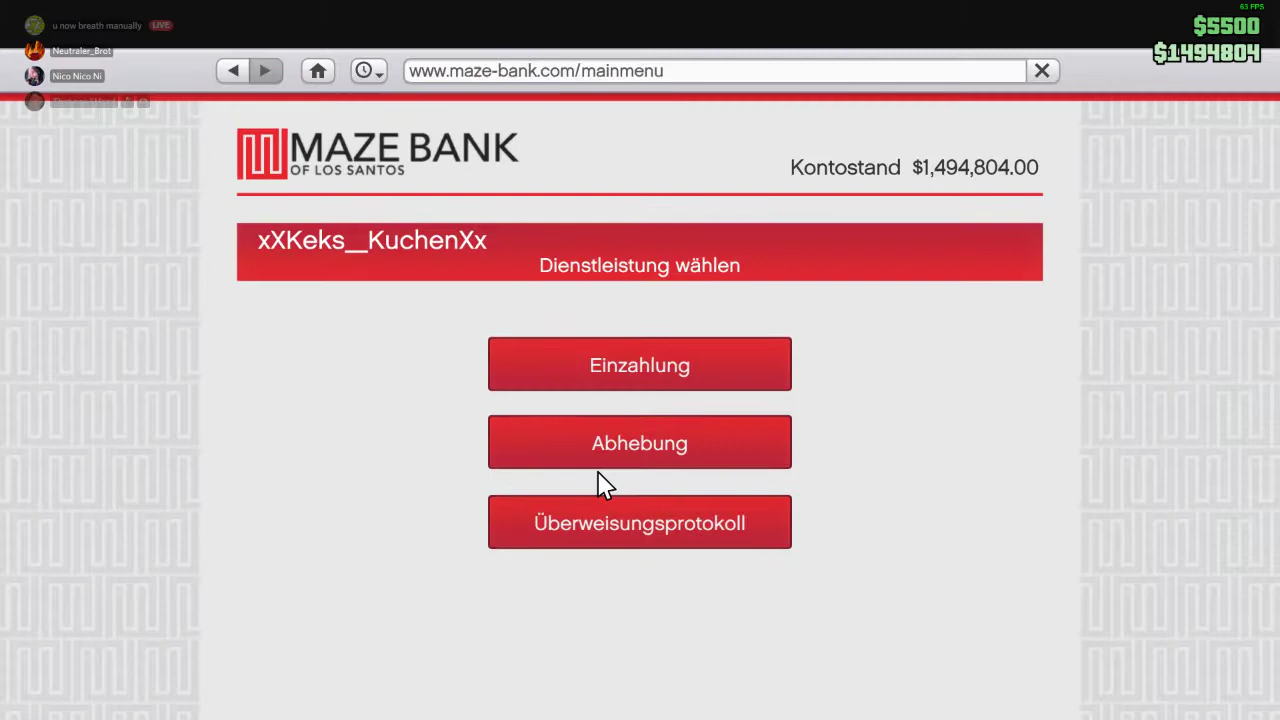 63 FPS
$5500
$1494804
u now breath manually LIVE
Neutraler_Brot
Nico Nico Ni
www.maze-bank.com/mainmenu
MAZE BANK
OF LOS SANTOS
Kontostand $1,494,804.00
xXKeks__KuchenXx
Dienstleistung wählen
Einzahlung
Abhebung
Überweisungsprotokoll